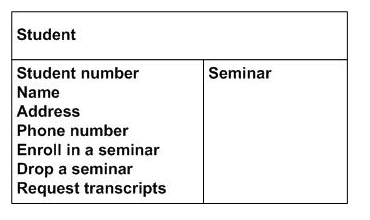 Student
Student number
Name
Address
Phone number
Enroll in a seminar
Drop a seminar
Request transcripts
Seminar